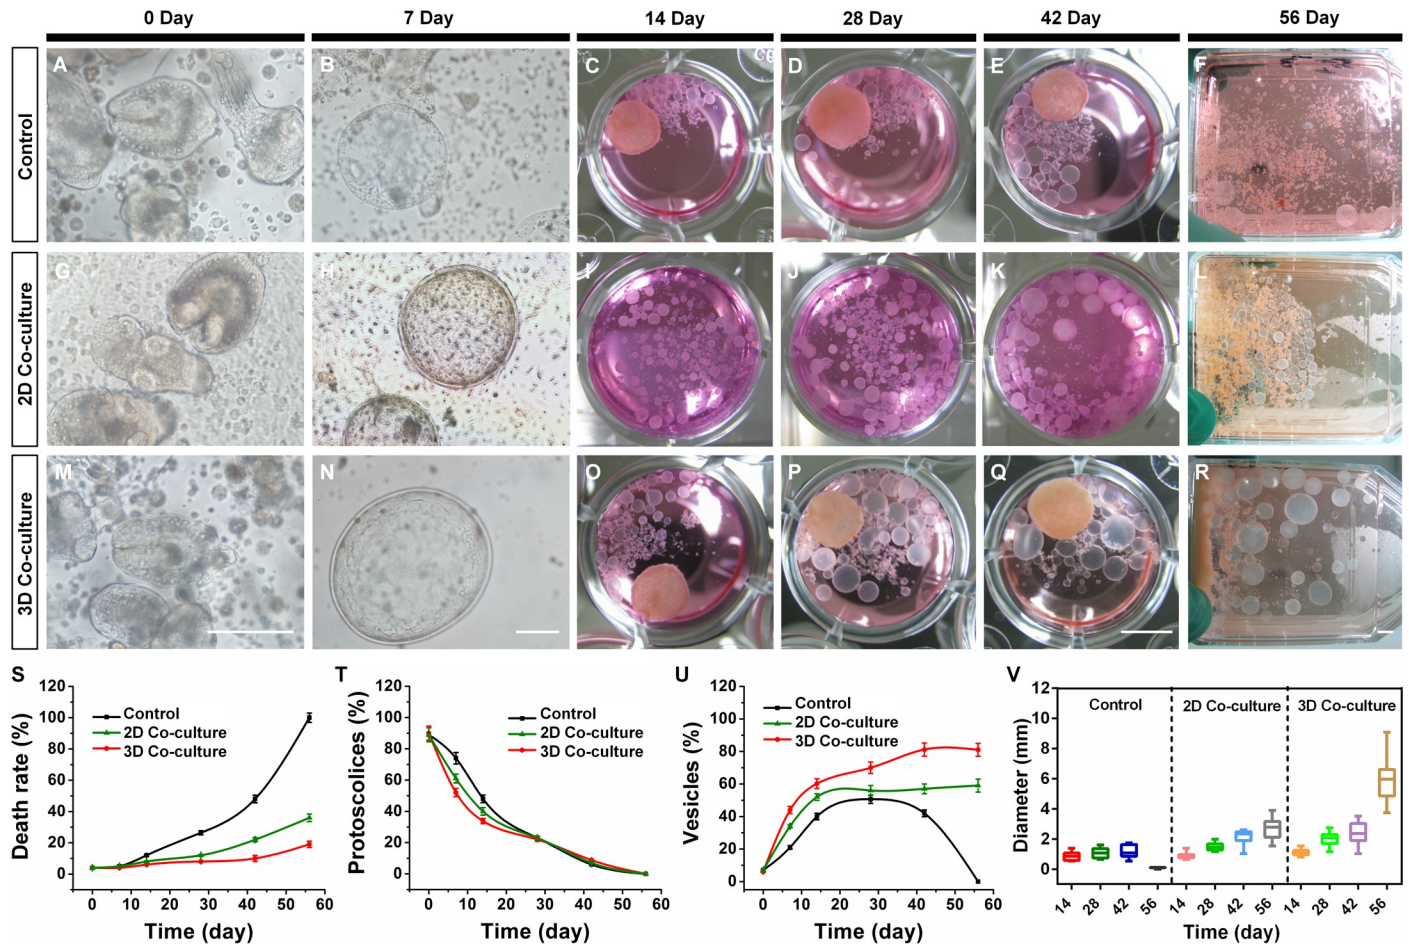 0 Day 7 Day 14 Day 28 Day 42 Day 56 Day
Control
A B C D E F
2D Co-culture
G H I J K L
3D Co-culture
M N O P Q R
S
120
100
80
60
40
20
0
Death rate (%)
Control
2D Co-culture
3D Co-culture
0 10 20 30 40 50 60
Time (day)
T
120
100
80
60
40
20
0
Protoscolices (%)
Control
2D Co-culture
3D Co-culture
0 10 20 30 40 50 60
Time (day)
U
120
100
80
60
40
20
0
Vesicles (%)
Control
2D Co-culture
3D Co-culture
0 10 20 30 40 50 60
Time (day)
V
12
10
8
6
4
2
0
Diameter (mm)
Control 2D Co-culture 3D Co-culture
14 28 42 56 14 28 42 56 14 28 42 56
Time (day)